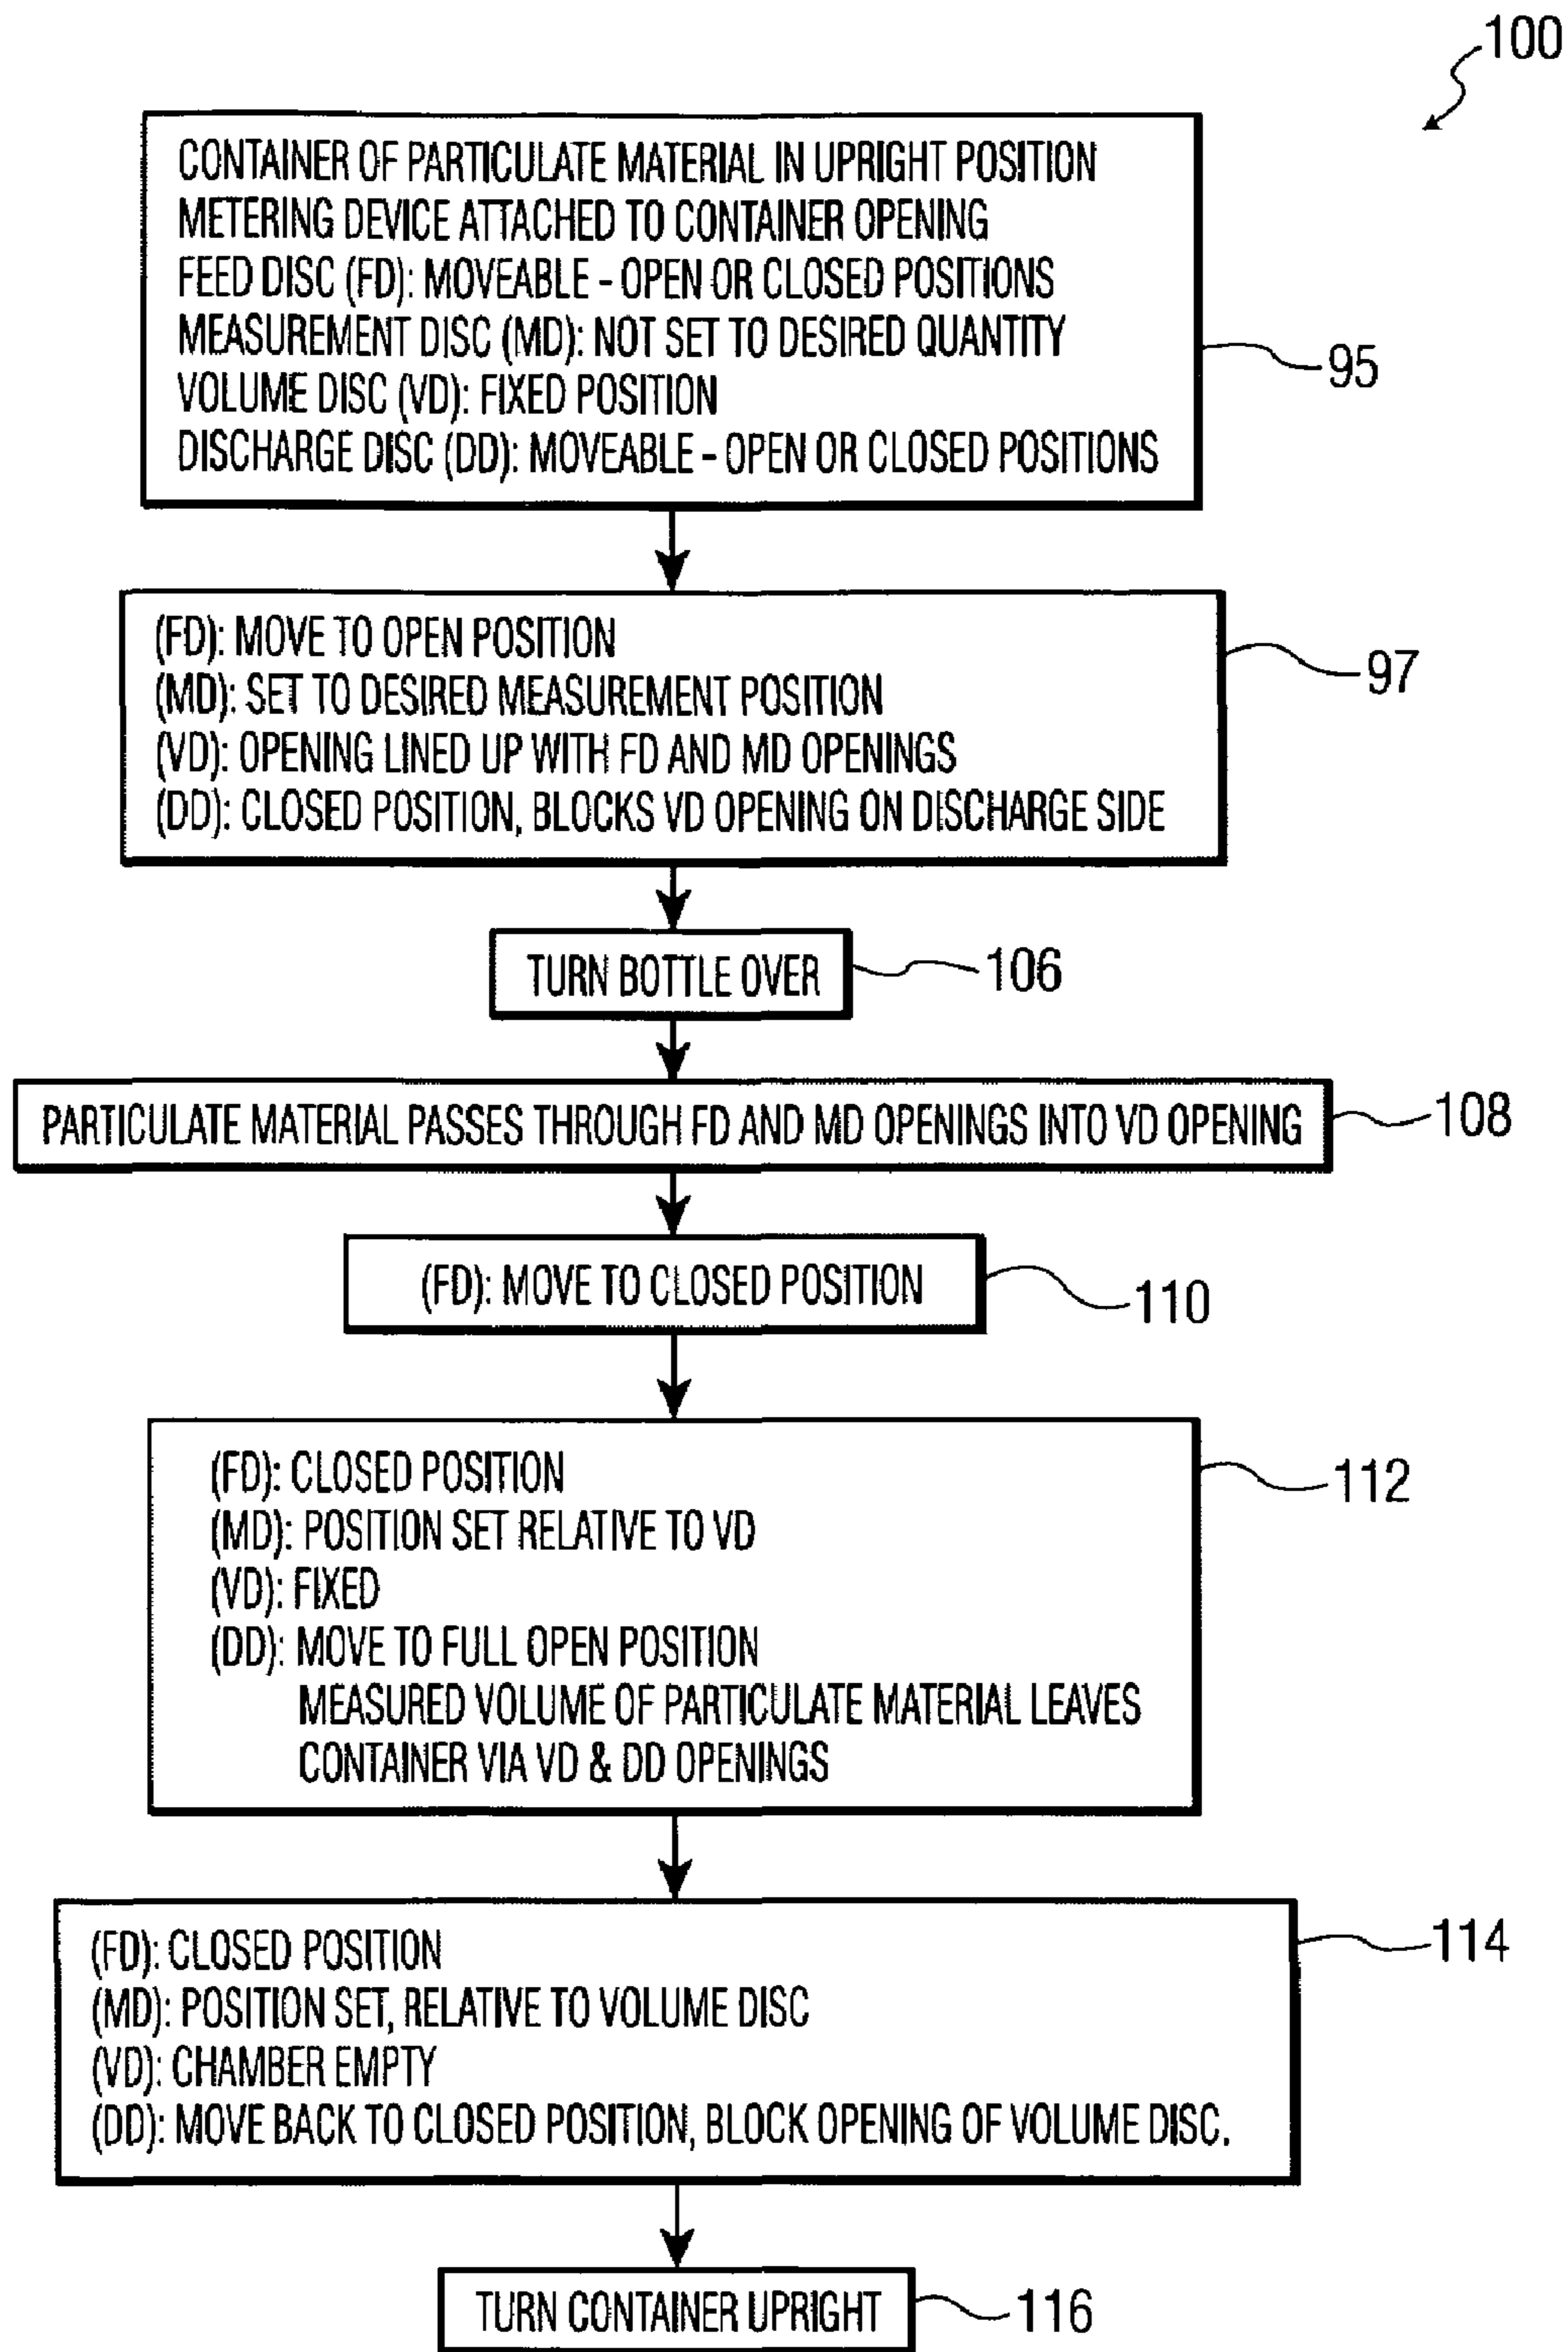 100
CONTAINER OF PARTICULATE MATERIAL IN UPRIGHT POSITION
METERING DEVICE ATTACHED TO CONTAINER OPENING
FEED DISC (FD): MOVEABLE - OPEN OR CLOSED POSITIONS
MEASUREMENT DISC (MD): NOT SET TO DESIRED QUANTITY
VOLUME DISC (VD): FIXED POSITION
DISCHARGE DISC (DD): MOVEABLE - OPEN OR CLOSED POSITIONS
95
(FD): MOVE TO OPEN POSITION
(MD): SET TO DESIRED MEASUREMENT POSITION
(VD): OPENING LINED UP WITH FD AND MD OPENINGS
(DD): CLOSED POSITION, BLOCKS VD OPENING ON DISCHARGE SIDE
97
TURN BOTTLE OVER
106
PARTICULATE MATERIAL PASSES THROUGH FD AND MD OPENINGS INTO VD OPENING
108
(FD): MOVE TO CLOSED POSITION
110
(FD): CLOSED POSITION
(MD): POSITION SET RELATIVE TO VD
(VD): FIXED
(DD): MOVE TO FULL OPEN POSITION
MEASURED VOLUME OF PARTICULATE MATERIAL LEAVES
CONTAINER VIA VD & DD OPENINGS
112
(FD): CLOSED POSITION
(MD): POSITION SET, RELATIVE TO VOLUME DISC
(VD): CHAMBER EMPTY
(DD): MOVE BACK TO CLOSED POSITION, BLOCK OPENING OF VOLUME DISC.
114
TURN CONTAINER UPRIGHT
116